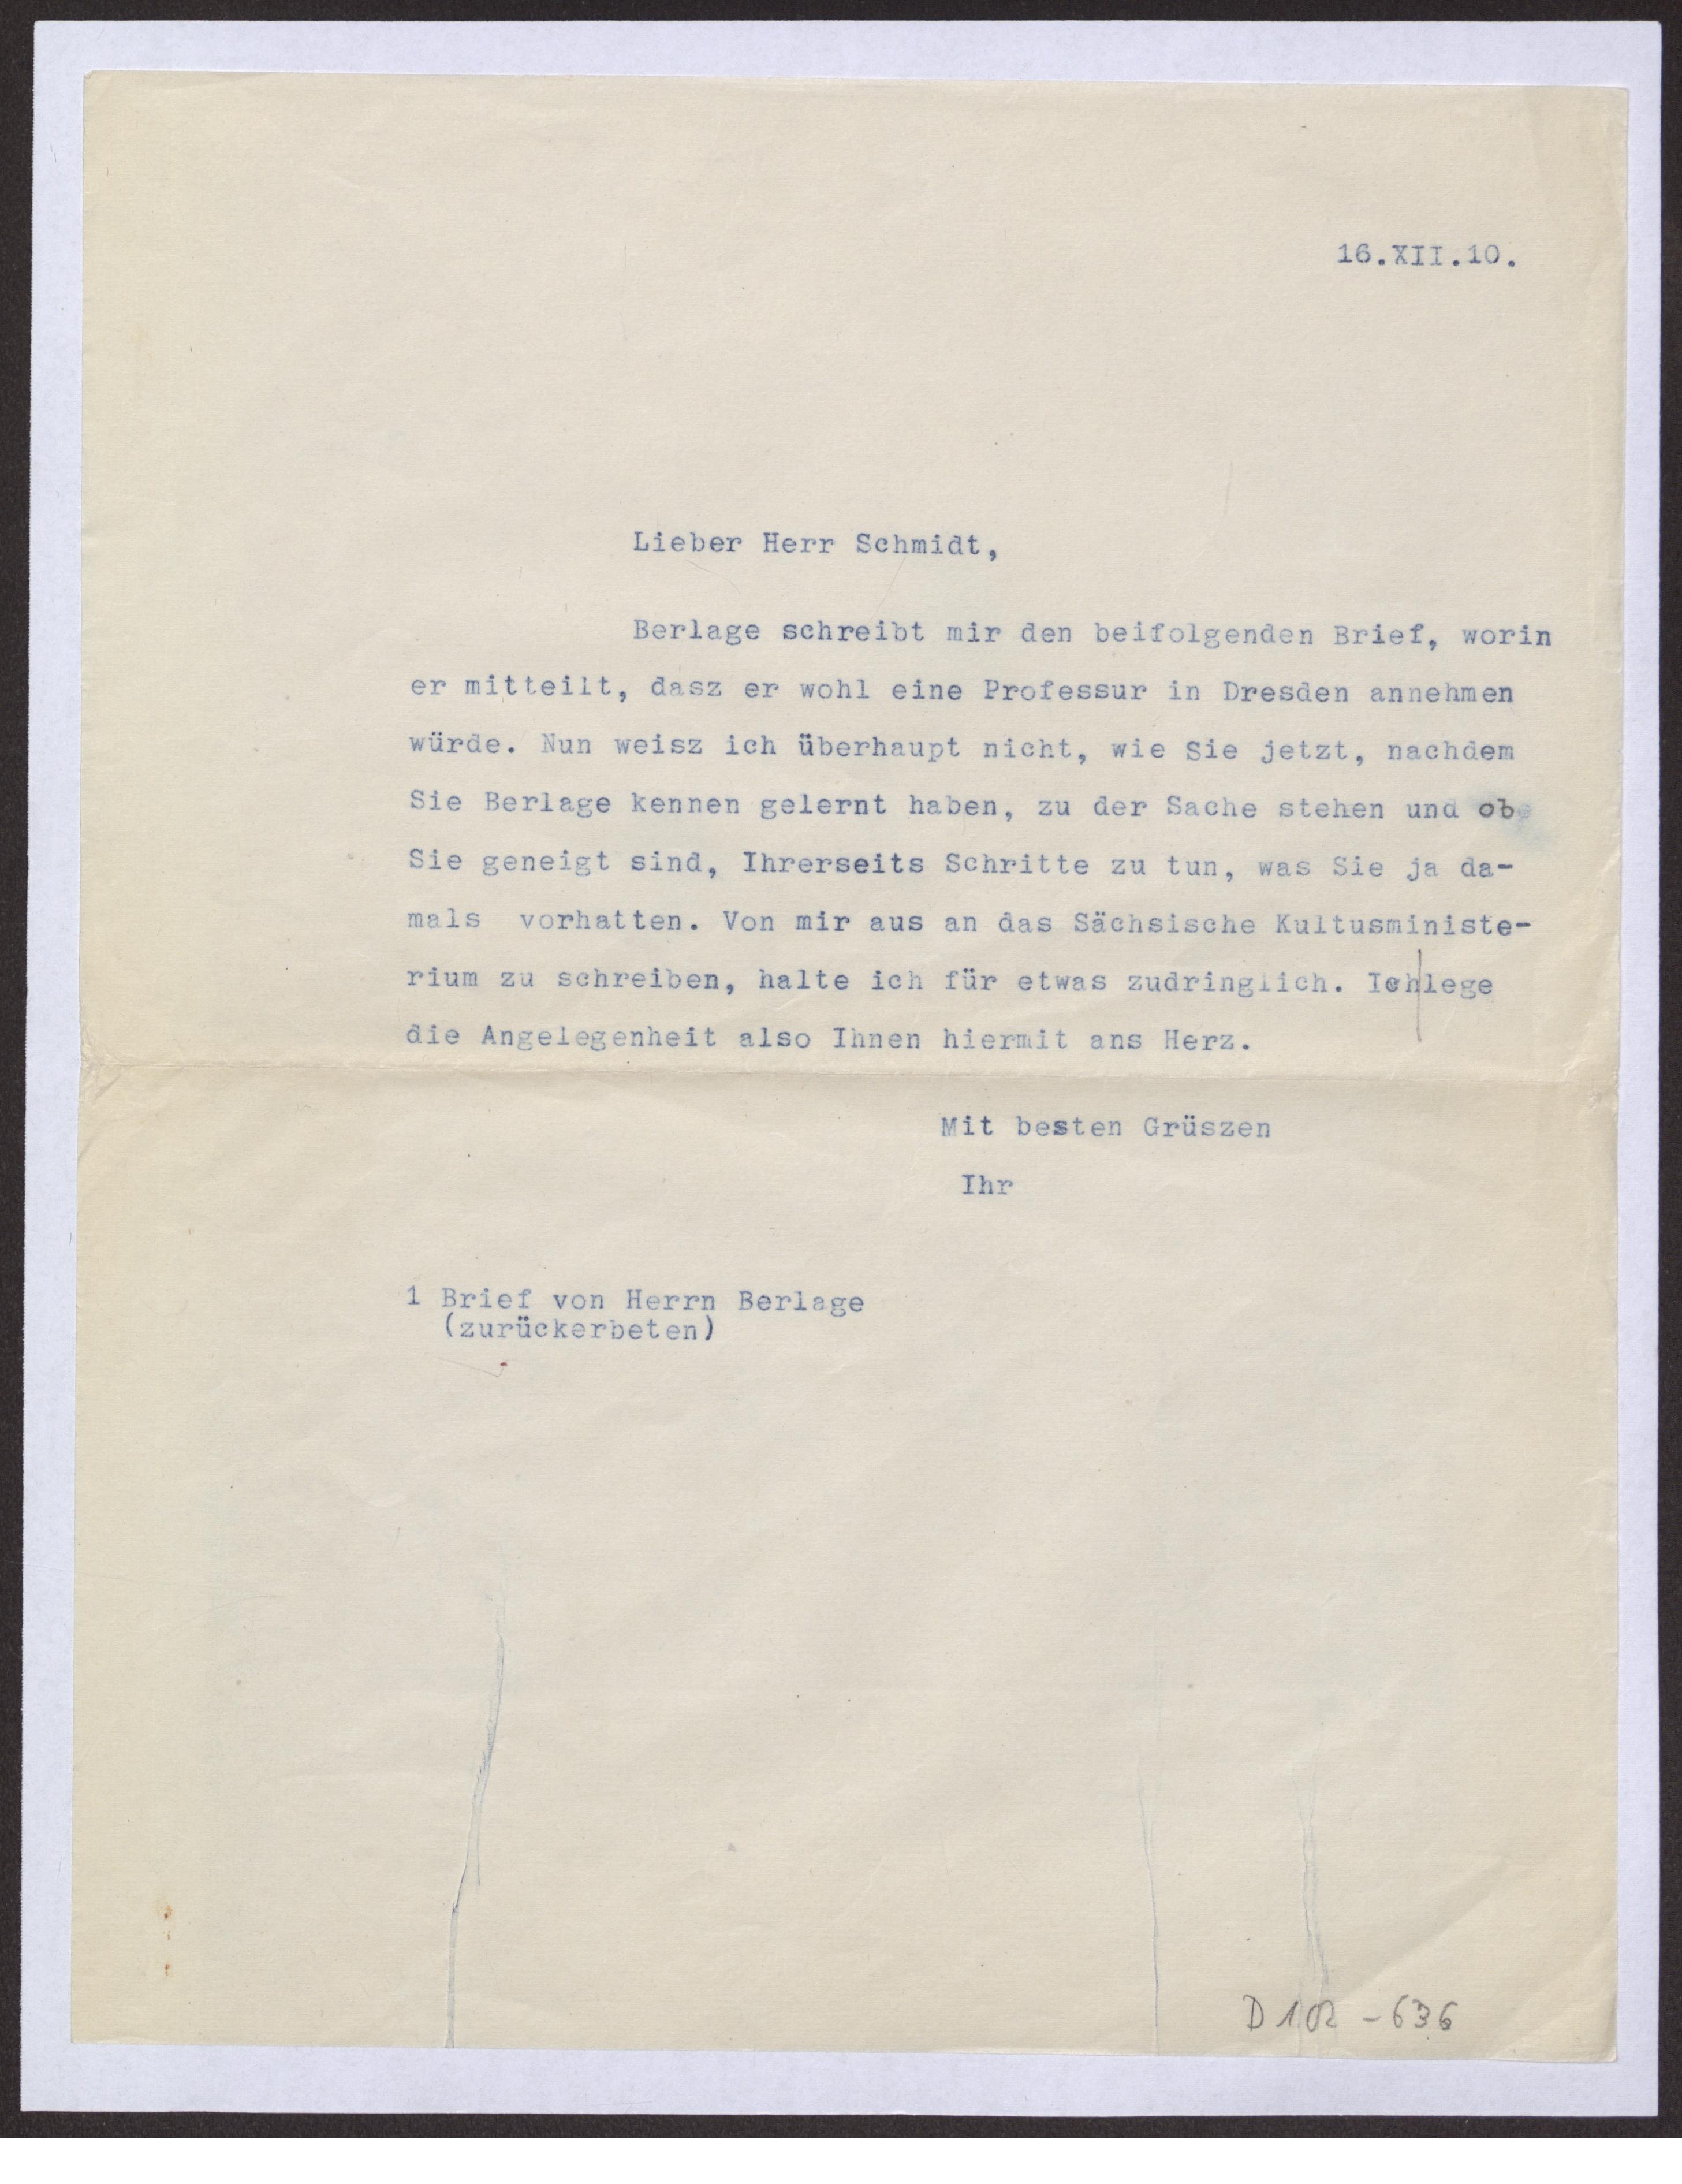 16.XII.10.
Lieber Herr Schmidt,
Berlage schreibt mir den beifolgenden Brief, worin
er mitteilt, dasz er wohl eine Professur in Dresden annehmen
würde. Nun weisz ich überhaupt nicht, wie Sie jetzt, nachdem
Sie Berlage kennen gelernt haben, zu der Sache stehen und ob
Sie geneigt sind, Ihrerseits Schritte zu tun, was Sie ja da-
mals vorhatten. Von mir aus an das Sächsische Kultusministe-
rium zu schreiben, halte ich für etwas zudringlich. Ich|lege
die Angelegenheit also Ihnen hiermit ans Herz.
Mit besten Grüszen
Ihr
1 Brief von Herrn Berlage
(zurückerbeten)
D 102 - 636